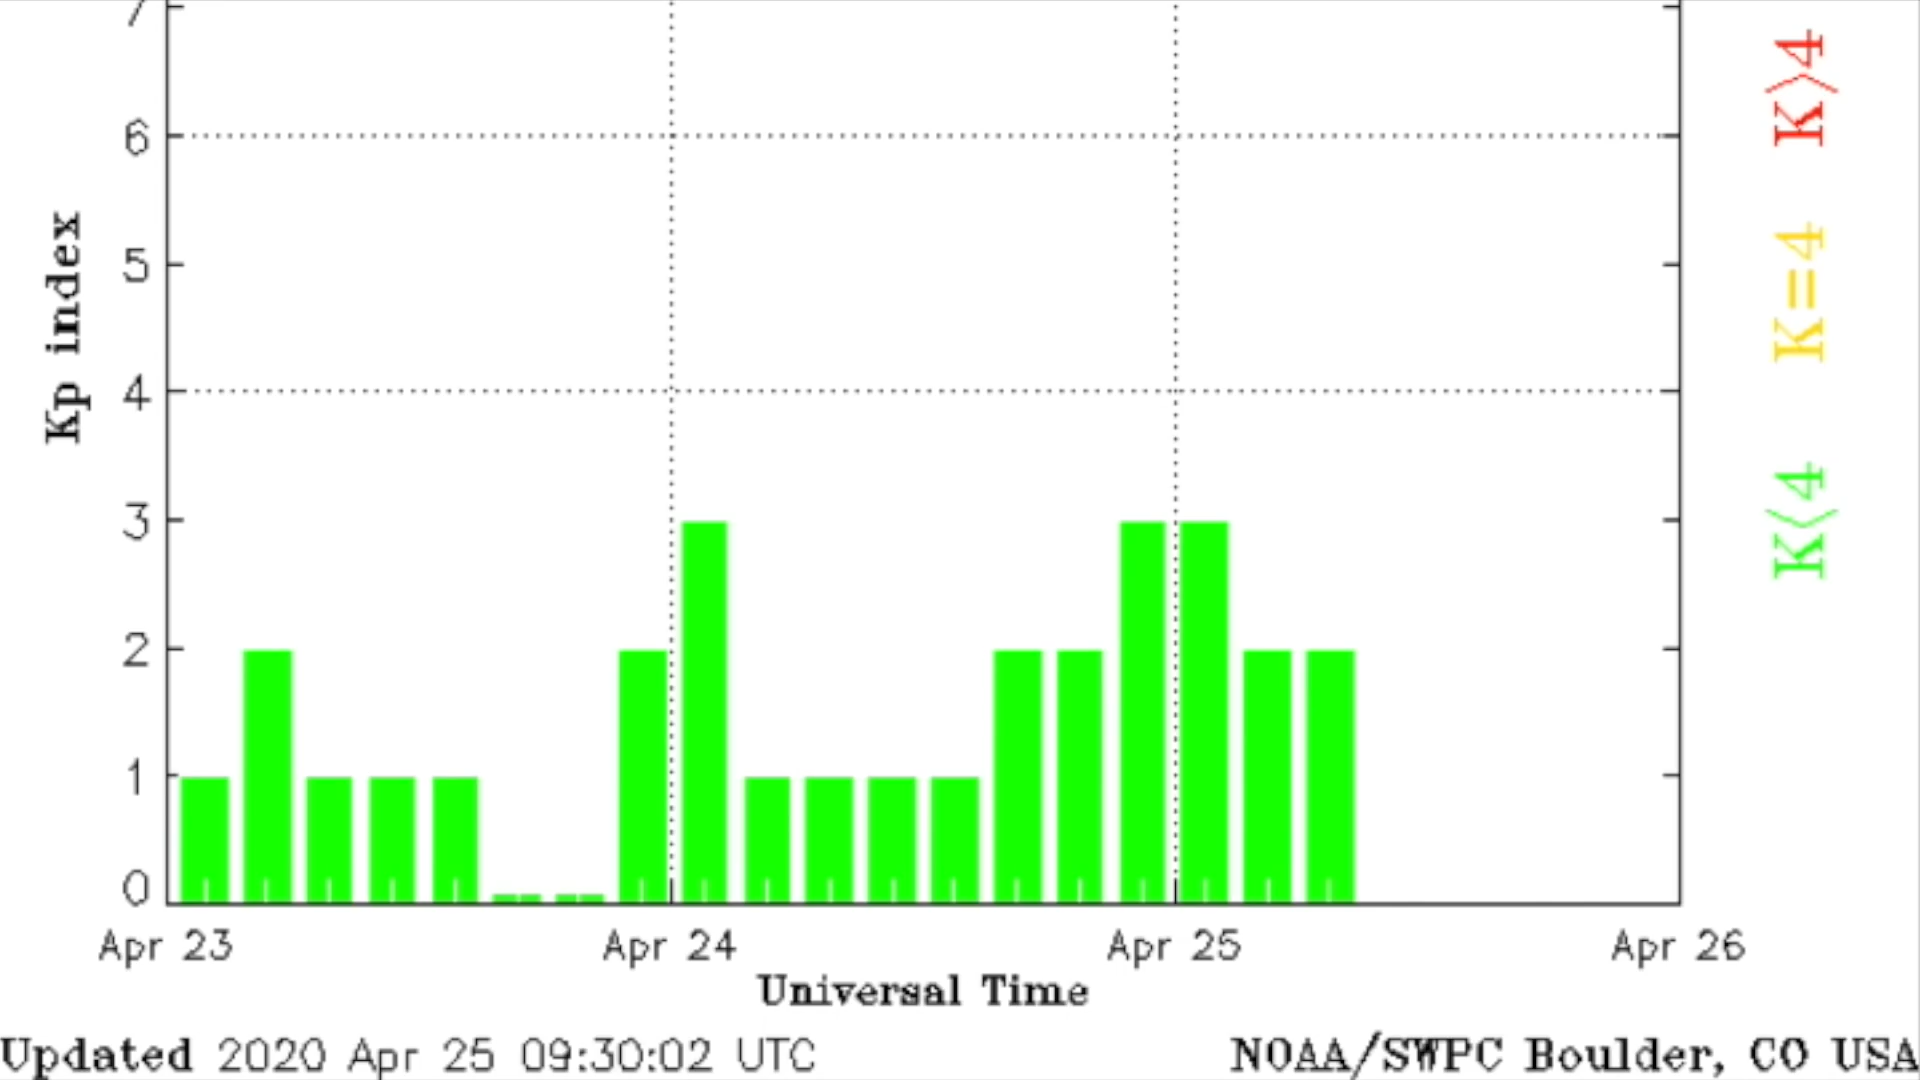 7
6
5
4
3
2
1
0
Kp index
K<4 K=4 K>4
Apr 23 Apr 24 Apr 25 Apr 26
Universal Time
Updated 2020 Apr 25 09:30:02 UTC
NOAA/SWPC Boulder, CO USA